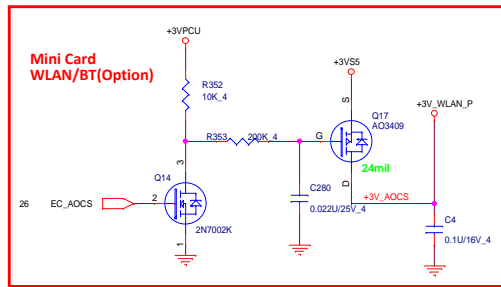 +3VPCU
Mini Card
WLAN/BT(Option)
+3VS5
R352
10K_4
+3V_WLAN_P
S
Q17
AO3409
R353 200K_4
G
24mil
3
Q14
D
C280
0.022U/25V_4
+3V_AOCS
26 EC_AOCS 2
C4
0.1U/16V_4
2N7002K
1